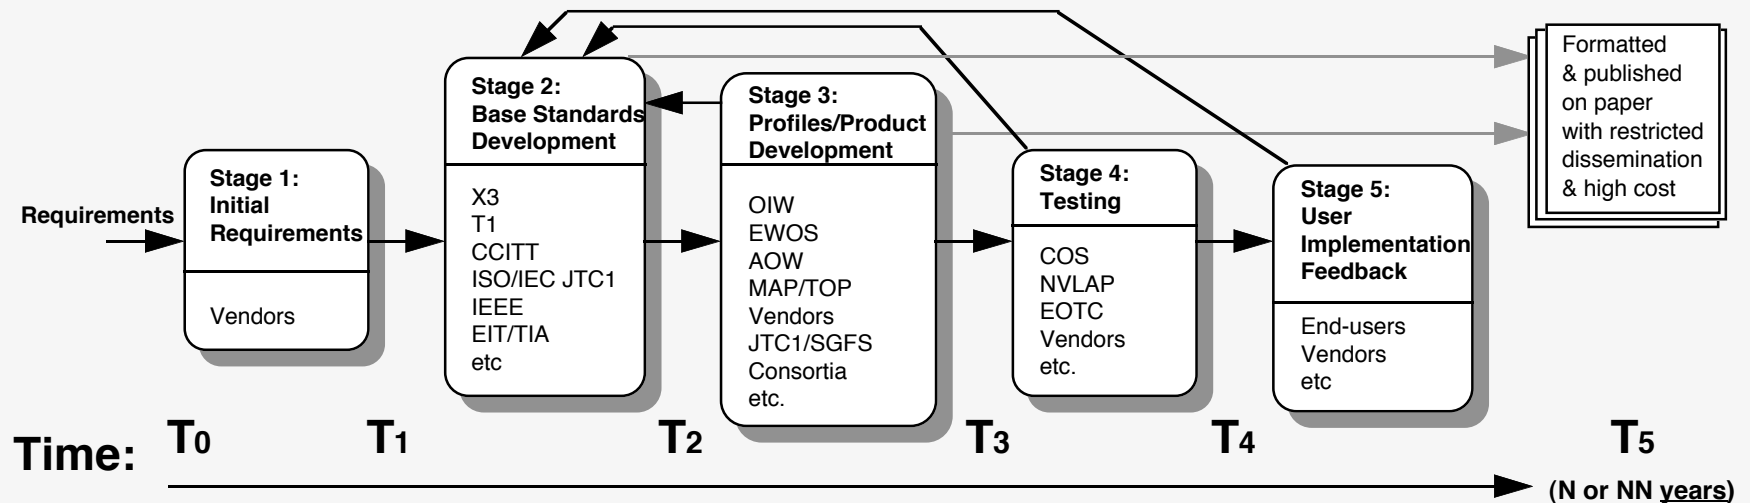 Requirements
Stage 1:
Initial
Requirements
Vendors
Stage 2:
Base Standards
Development
X3
T1
CCITT
ISO/IEC JTC1
IEEE
EIT/TIA
etc
Stage 3:
Profiles/Product
Development
OIW
EWOS
AOW
MAP/TOP
Vendors
JTC1/SGFS
Consortia
etc.
Stage 4:
Testing
COS
NVLAP
EOTC
Vendors
etc.
Stage 5:
User
Implementation
Feedback
End-users
Vendors
etc
Formatted
& published
on paper
with restricted
dissemination
& high cost
Time: T0 T1 T2 T3 T4 T5
(N or NN years)